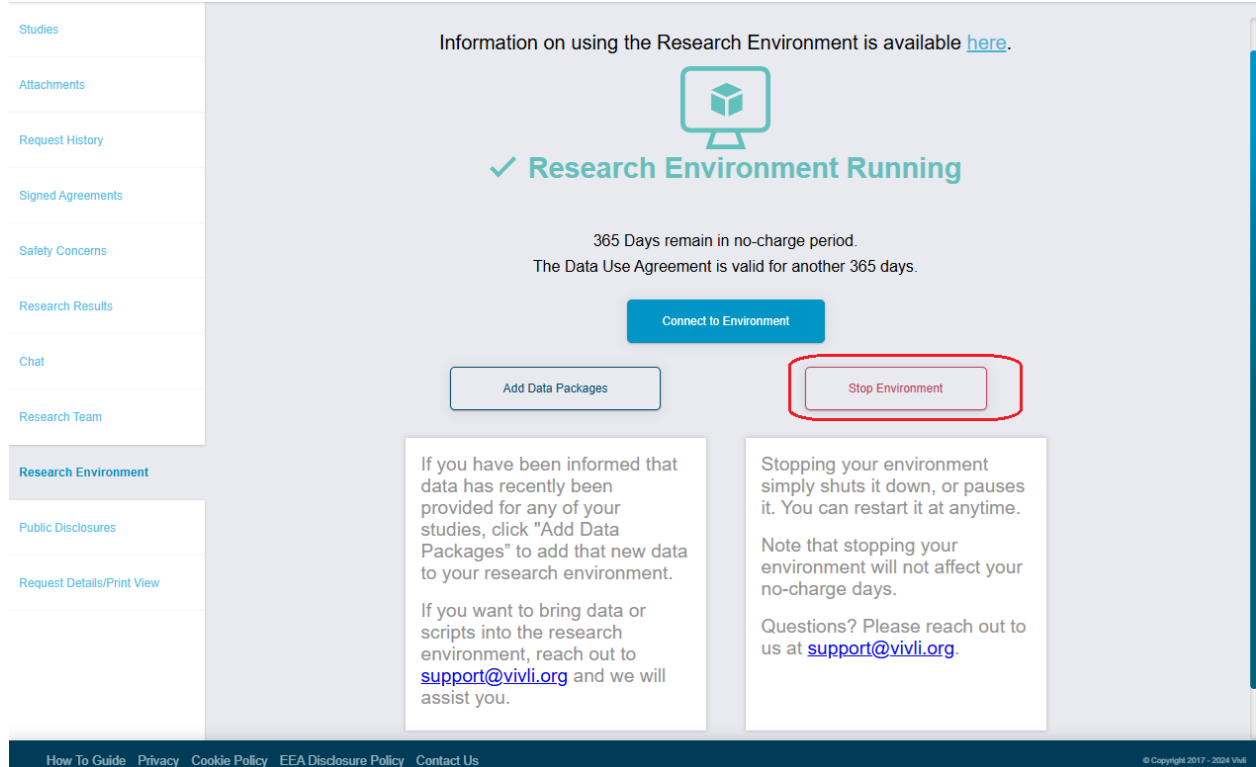 Studies
Attachments
Request History
Signed Agreements
Safety Concerns
Research Results
Chat
Research Team
Research Environment
Public Disclosures
Request Details/Print View
Information on using the Research Environment is available here.
✓ Research Environment Running
365 Days remain in no-charge period.
The Data Use Agreement is valid for another 365 days.
Connect to Environment
Add Data Packages
Stop Environment
If you have been informed that
data has recently been
provided for any of your
studies, click "Add Data
Packages” to add that new data
to your research environment.
If you want to bring data or
scripts into the research
environment, reach out to
support@vivli.org and we will
assist you.
Stopping your environment
simply shuts it down, or pauses
it. You can restart it at anytime.
Note that stopping your
environment will not affect your
no-charge days.
Questions? Please reach out to
us at support@vivli.org.
How To Guide Privacy Cookie Policy EEA Disclosure Policy Contact Us
© Copyright 2017 - 2024 Vivli